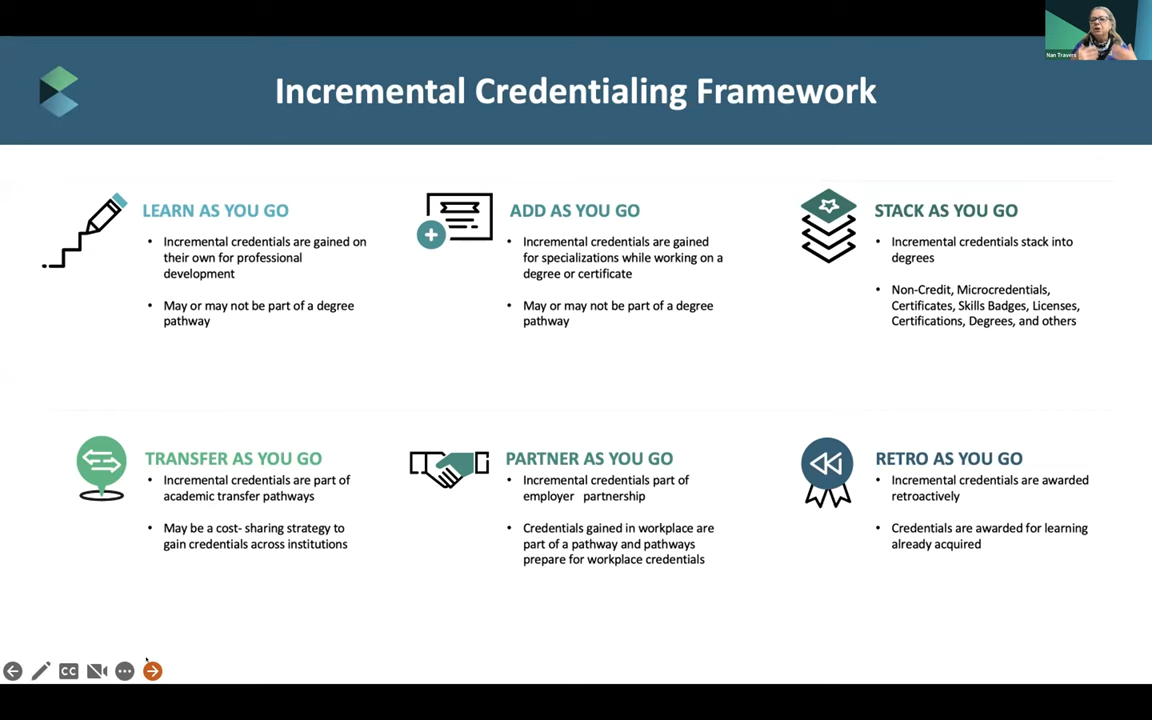 Incremental Credentialing Framework
Nan Travers
LEARN AS YOU GO
• Incremental credentials are gained on
their own for professional
development
• May or may not be part of a degree
pathway
ADD AS YOU GO
• Incremental credentials are gained
for specializations while working on a
degree or certificate
• May or may not be part of a degree
pathway
STACK AS YOU GO
• Incremental credentials stack into
degrees
• Non-Credit, Microcredentials,
Certificates, Skills Badges, Licenses,
Certifications, Degrees, and others
TRANSFER AS YOU GO
• Incremental credentials are part of
academic transfer pathways
• May be a cost- sharing strategy to
gain credentials across institutions
PARTNER AS YOU GO
• Incremental credentials part of
employer partnership
• Credentials gained in workplace are
part of a pathway and pathways
prepare for workplace credentials
RETRO AS YOU GO
• Incremental credentials are awarded
retroactively
• Credentials are awarded for learning
already acquired
CC